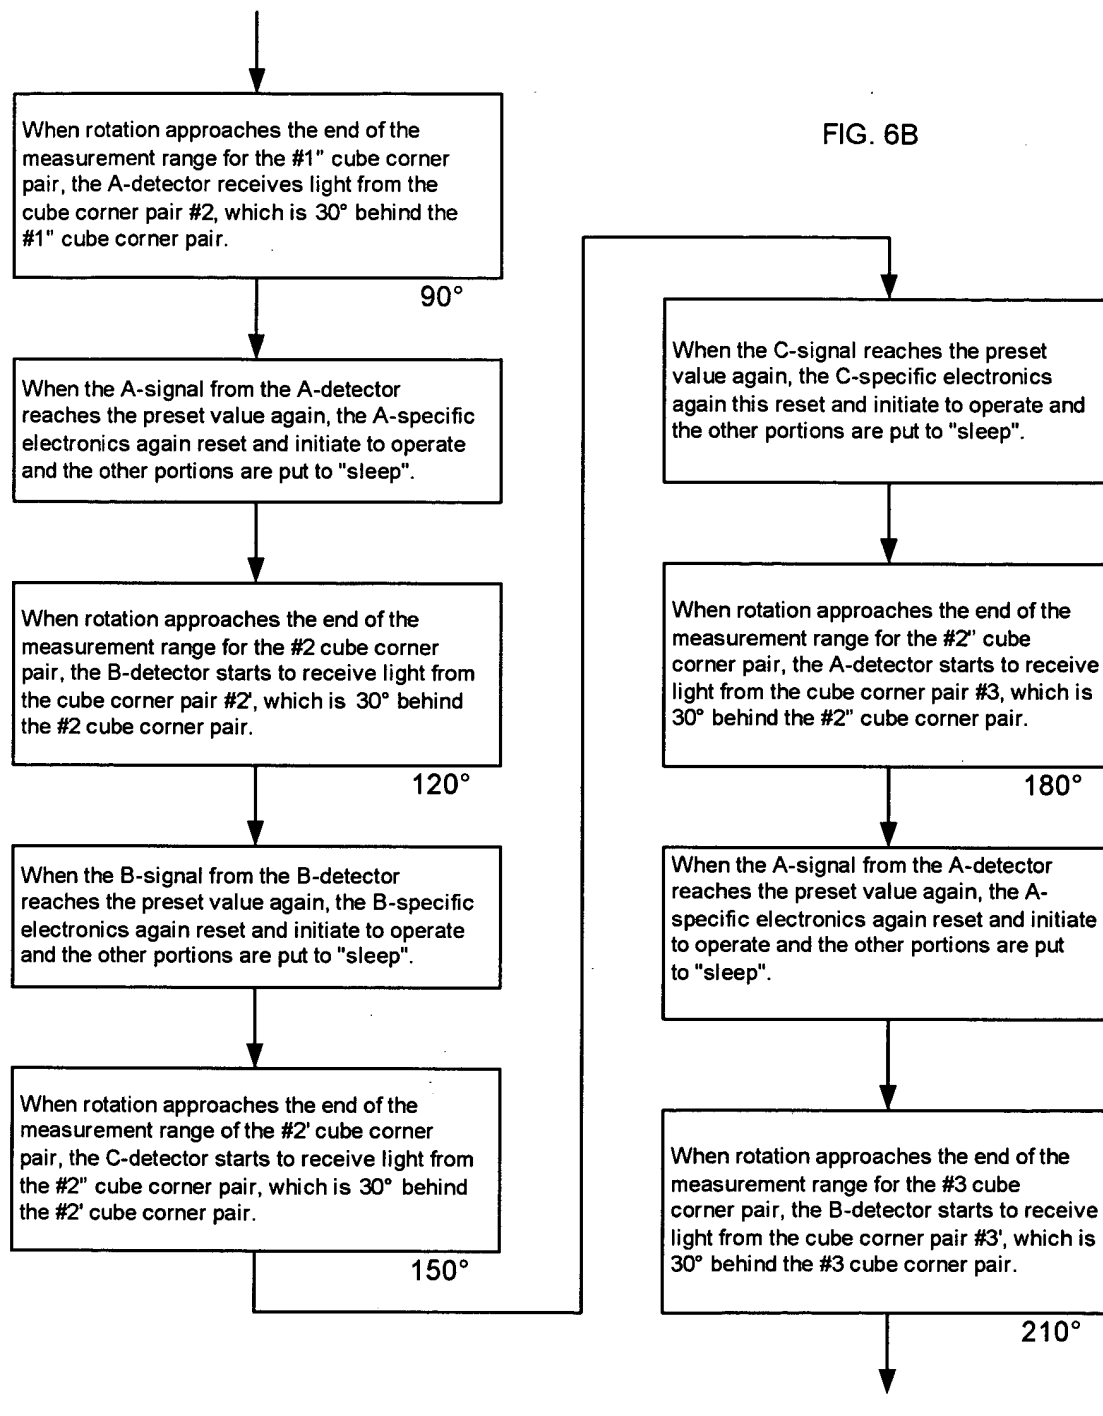 When rotation approaches the end of the
measurement range for the #1" cube corner
pair, the A-detector receives light from the
cube corner pair #2, which is 30° behind the
#1" cube corner pair.
90°
When the A-signal from the A-detector
reaches the preset value again, the A-specific
electronics again reset and initiate to operate
and the other portions are put to "sleep".
When rotation approaches the end of the
measurement range for the #2 cube corner
pair, the B-detector starts to receive light from
the cube corner pair #2', which is 30° behind
the #2 cube corner pair.
120°
When the B-signal from the B-detector
reaches the preset value again, the B-specific
electronics again reset and initiate to operate
and the other portions are put to "sleep".
When rotation approaches the end of the
measurement range of the #2' cube corner
pair, the C-detector starts to receive light from
the #2" cube corner pair, which is 30° behind
the #2' cube corner pair.
150°
FIG. 6B
When the C-signal reaches the preset
value again, the C-specific electronics
again this reset and initiate to operate and
the other portions are put to "sleep".
When rotation approaches the end of the
measurement range for the #2" cube
corner pair, the A-detector starts to receive
light from the cube corner pair #3, which is
30° behind the #2" cube corner pair.
180°
When the A-signal from the A-detector
reaches the preset value again, the A-
specific electronics again reset and initiate
to operate and the other portions are put
to "sleep".
When rotation approaches the end of the
measurement range for the #3 cube
corner pair, the B-detector starts to receive
light from the cube corner pair #3', which is
30° behind the #3 cube corner pair.
210°